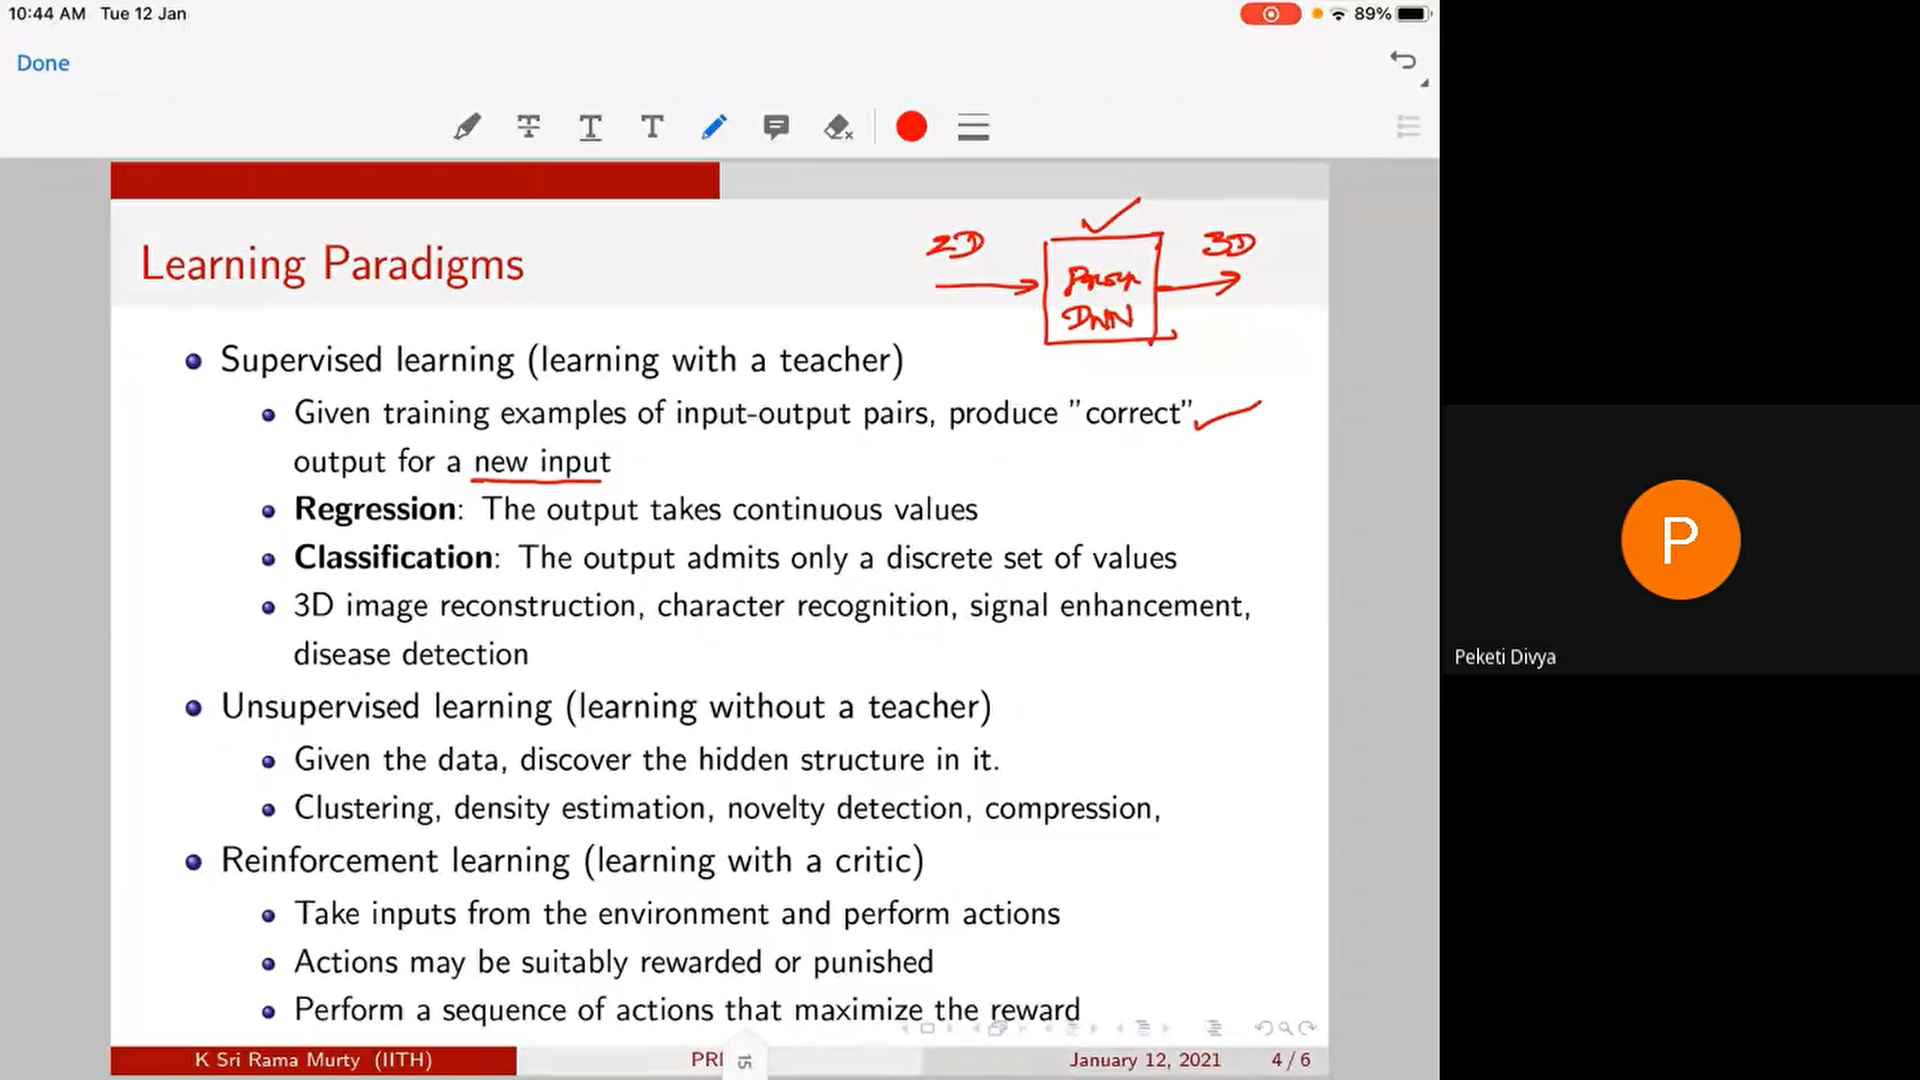 10:44 AM Tue 12 Jan
89%
Done
Learning Paradigms
2D
3D
DNN
Supervised learning (learning with a teacher)
Given training examples of input-output pairs, produce "correct"
output for a new input
Regression: The output takes continuous values
Classification: The output admits only a discrete set of values
3D image reconstruction, character recognition, signal enhancement,
disease detection
Unsupervised learning (learning without a teacher)
Given the data, discover the hidden structure in it.
Clustering, density estimation, novelty detection, compression,
Reinforcement learning (learning with a critic)
Take inputs from the environment and perform actions
Actions may be suitably rewarded or punished
Perform a sequence of actions that maximize the reward
K Sri Rama Murty (IITH)
PRI
15
January 12, 2021
4 / 6
P
Peketi Divya